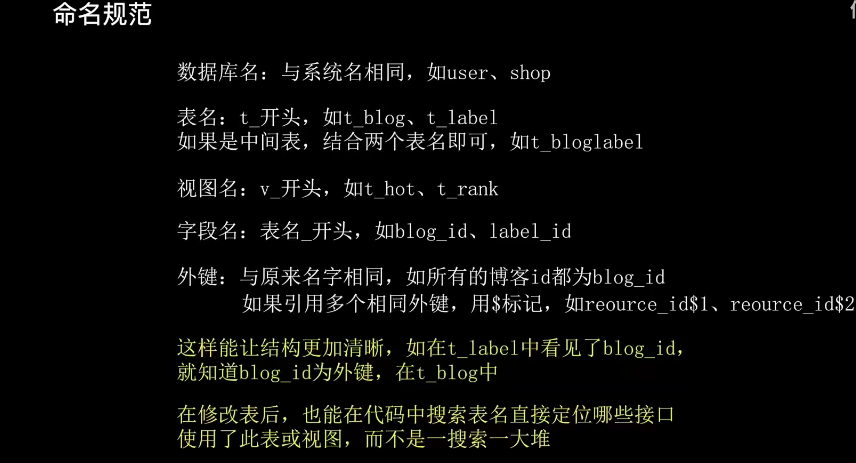 命名规范
数据库名：与系统名相同，如user、shop
表名：t_开头，如t_blog、t_label
如果是中间表，结合两个表名即可，如t_bloglabel
视图名：v_开头，如t_hot、t_rank
字段名：表名_开头，如blog_id、label_id
外键：与原来名字相同，如所有的博客id都为blog_id
如果引用多个相同外键，用$标记，如reource_id$1、reource_id$2
这样能让结构更加清晰，如在t_label中看见了blog_id，
就知道blog_id为外键，在t_blog中
在修改表后，也能在代码中搜索表名直接定位哪些接口
使用了此表或视图，而不是一搜索一大堆